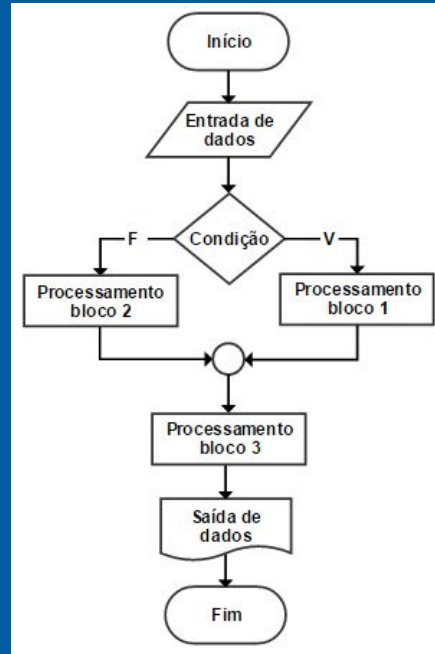 Início
Entrada de
dados
Condição
F
V
Processamento
bloco 2
Processamento
bloco 1
Processamento
bloco 3
Saída de
dados
Fim